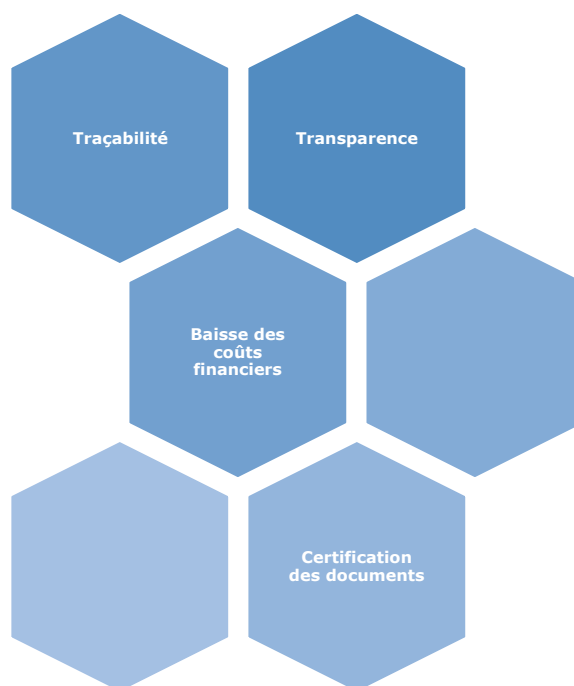 Traçabilité
Transparence
Baisse des
coûts
financiers
Certification
des documents